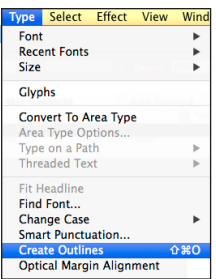 Type Select Effect View Wind
Font ▶
Recent Fonts ▶
Size ▶
Glyphs
Convert To Area Type
Area Type Options...
Type on a Path ▶
Threaded Text ▶
Fit Headline
Find Font...
Change Case ▶
Smart Punctuation...
Create Outlines ⇧⌘O
Optical Margin Alignment